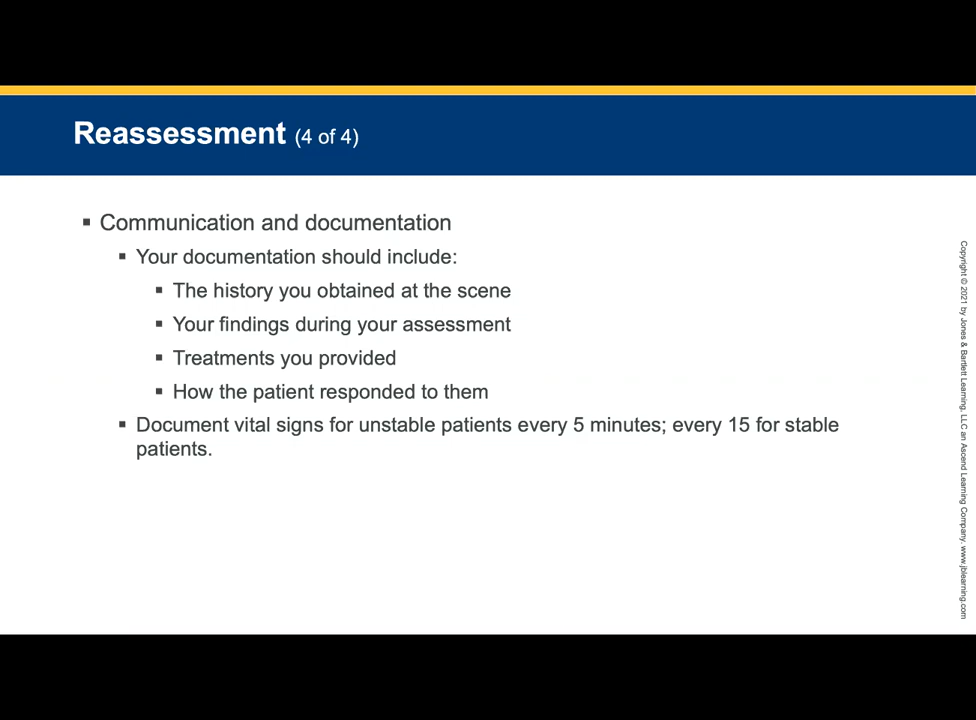 Reassessment (4 of 4)
▪ Communication and documentation
▪ Your documentation should include:
▪ The history you obtained at the scene
▪ Your findings during your assessment
▪ Treatments you provided
▪ How the patient responded to them
▪ Document vital signs for unstable patients every 5 minutes; every 15 for stable
patients.
Copyright © 2021 by Jones & Bartlett Learning, LLC an Ascend Learning Company. www.jblearning.com